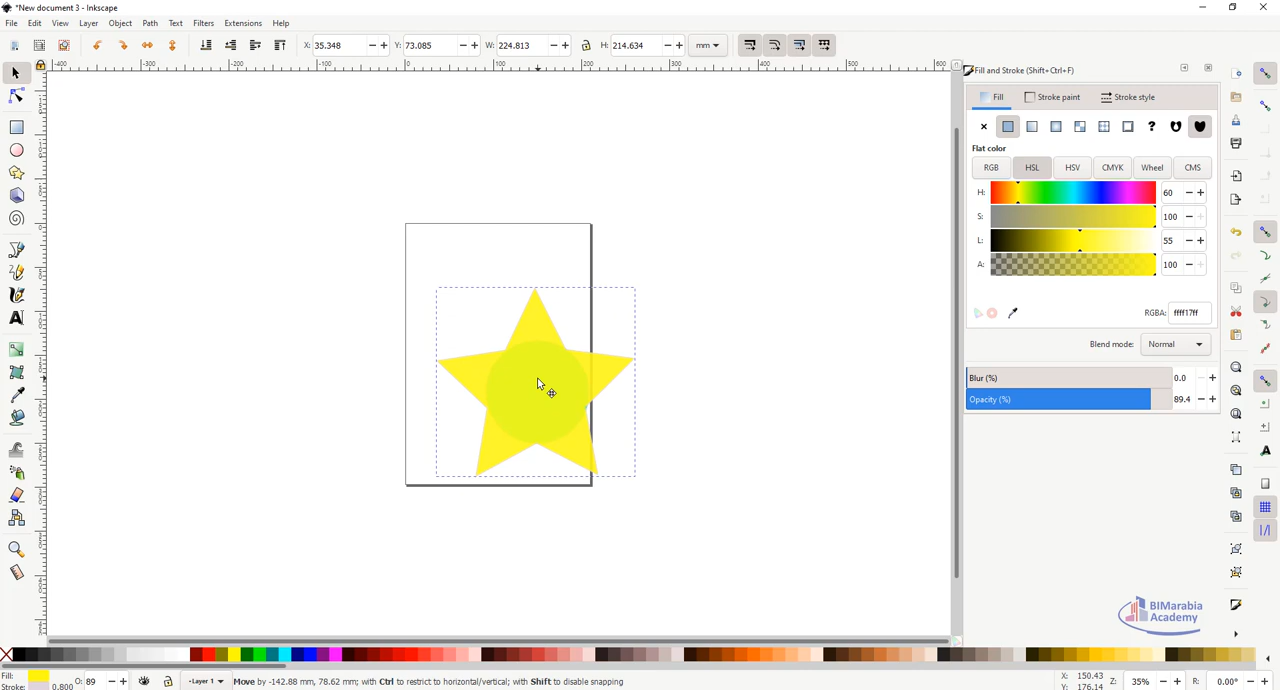 *New document 3 - Inkscape
File Edit View Layer Object Path Text Filters Extensions Help
X: 35.348 Y: 73.085 W: 224.813 H: 214.634 mm
Fill and Stroke (Shift+Ctrl+F)
Fill Stroke paint Stroke style
Flat color
RGB HSL HSV CMYK Wheel CMS
H: 60
S: 100
L: 55
A: 100
RGBA: ffff17ff
Blend mode: Normal
Blur (%) 0.0
Opacity (%) 89.4
BIMarabia
Academy
Fill: O: 89 Layer 1 Move by -142.88 mm, 78.62 mm; with Ctrl to restrict to horizontal/vertical; with Shift to disable snapping X: 150.43 Z: 35% R: 0.00°
Stroke: 0.800 Y: 176.14